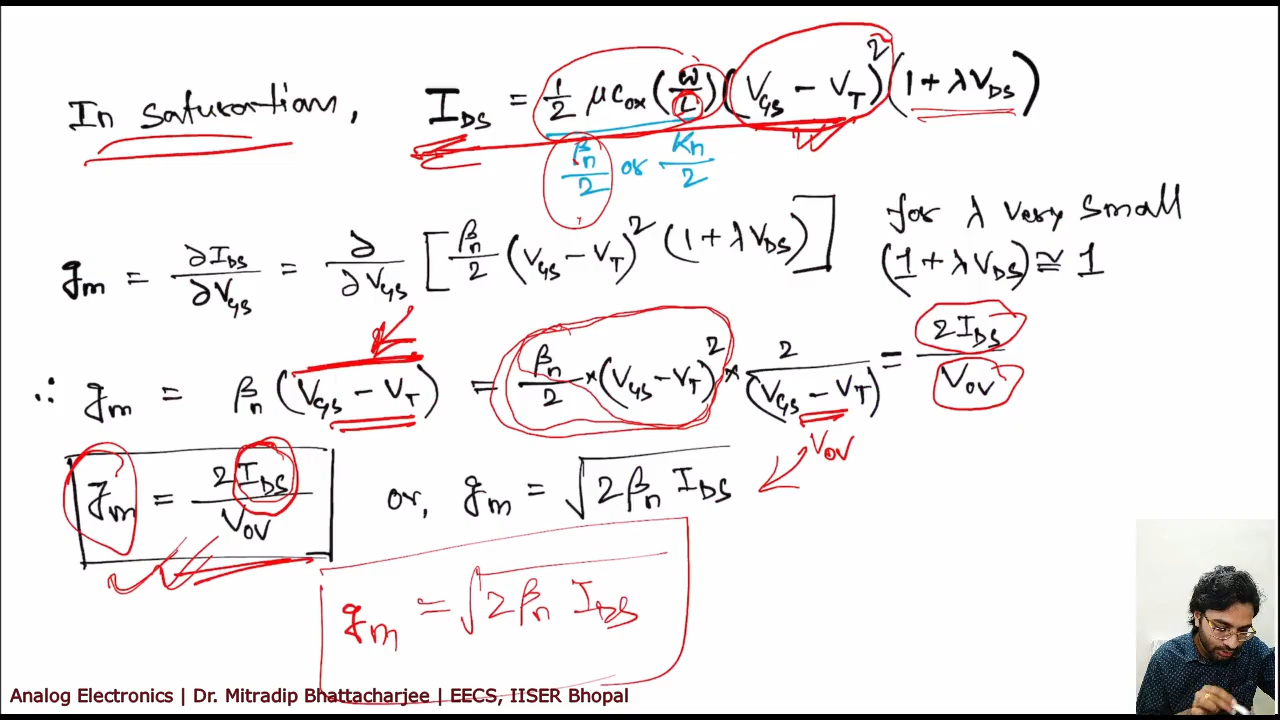 In saturation, I_DS = 1/2 μC_ox (W/L) (V_GS − V_T)² (1 + λV_DS)
β_n/2 or K_n/2
g_m = ∂I_DS/∂V_GS = ∂/∂V_GS [β_n/2 (V_GS − V_T)² (1 + λV_DS)] for λ very small
(1 + λV_DS) ≅ 1
∴ g_m = β_n (V_GS − V_T) = β_n/2 × (V_GS − V_T)² × 2/(V_GS − V_T) = 2I_DS/V_OV
V_OV
g_m = 2I_DS/V_OV or, g_m = √(2β_n I_DS)
g_m = √(2β_n I_DS)
Analog Electronics | Dr. Mitradip Bhattacharjee | EECS, IISER Bhopal